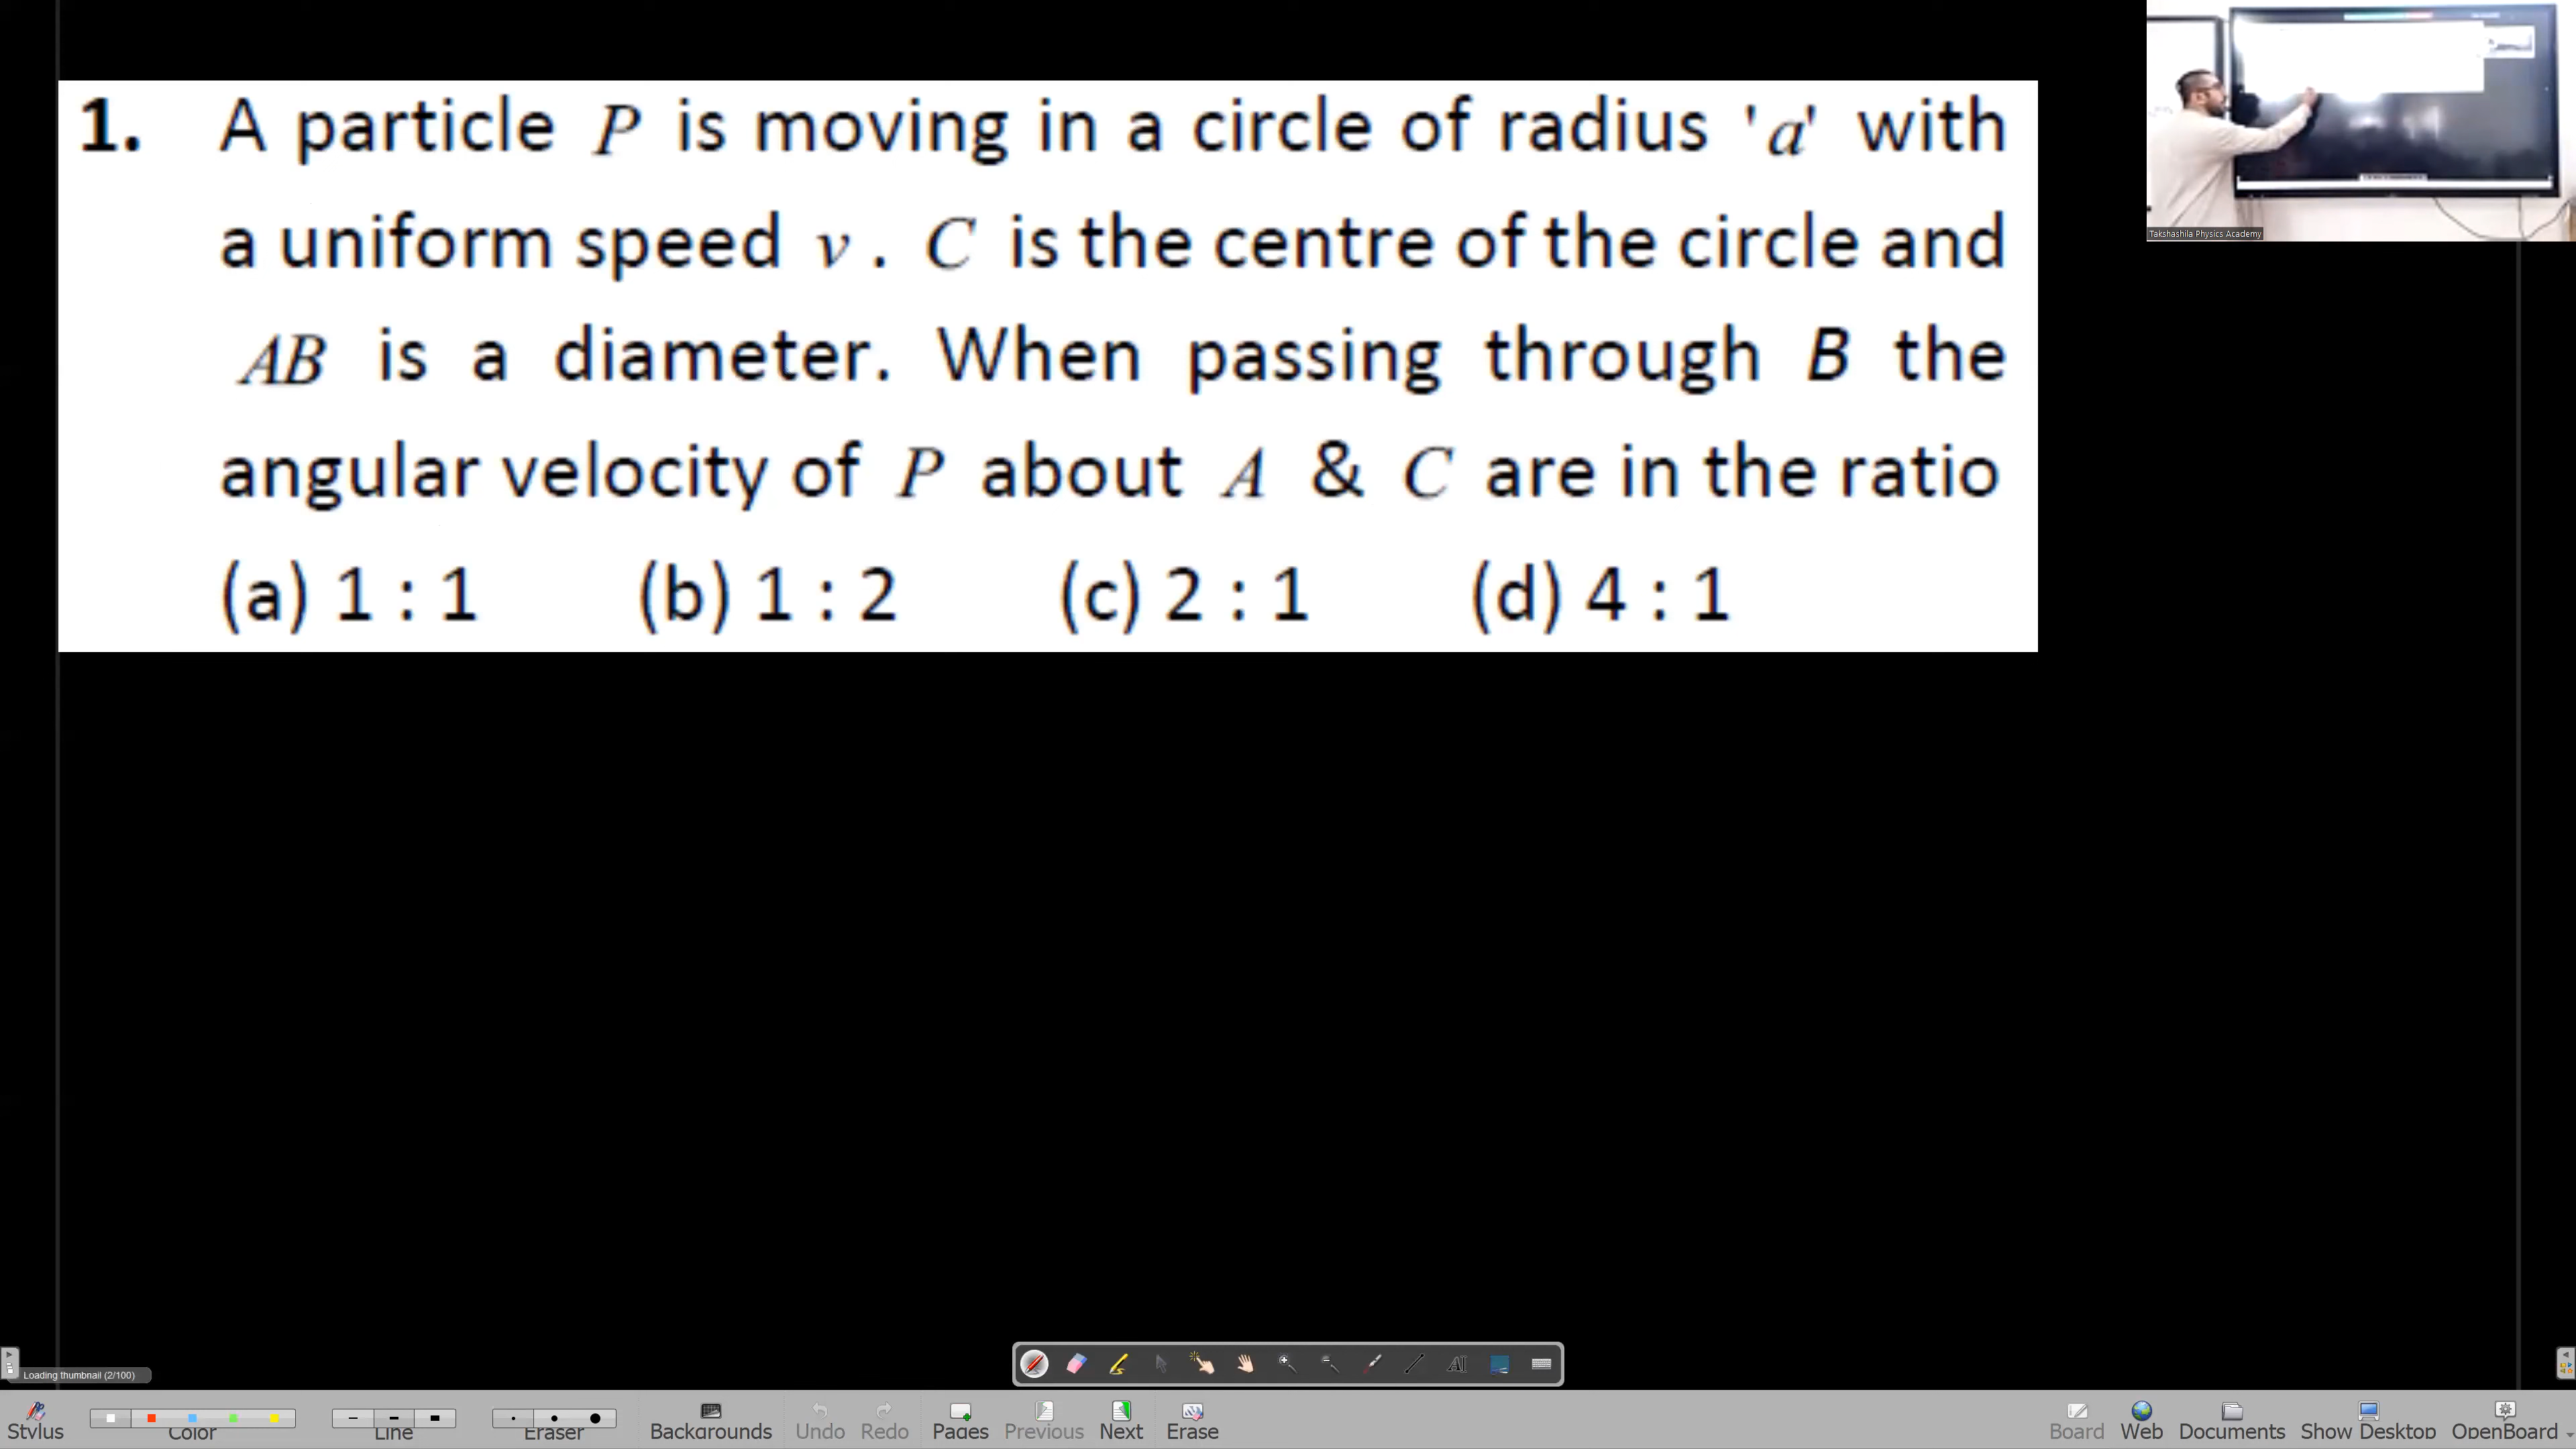 1. A particle P is moving in a circle of radius 'a' with
a uniform speed v . C is the centre of the circle and
AB is a diameter. When passing through B the
angular velocity of P about A & C are in the ratio
(a) 1 : 1 (b) 1 : 2 (c) 2 : 1 (d) 4 : 1
Takshashila Physics Academy
Loading thumbnail (2/100)
Stylus Color Line Eraser Backgrounds Undo Redo Pages Previous Next Erase Board Web Documents Show Desktop OpenBoard